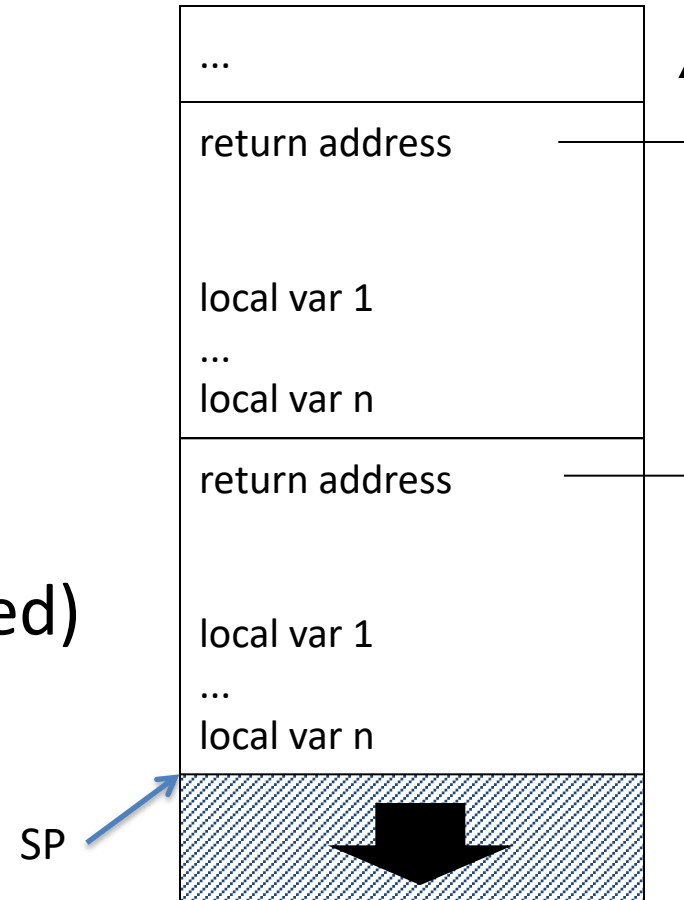 ...
return address
local var 1
...
local var n
return address
ed)
local var 1
...
local var n
SP